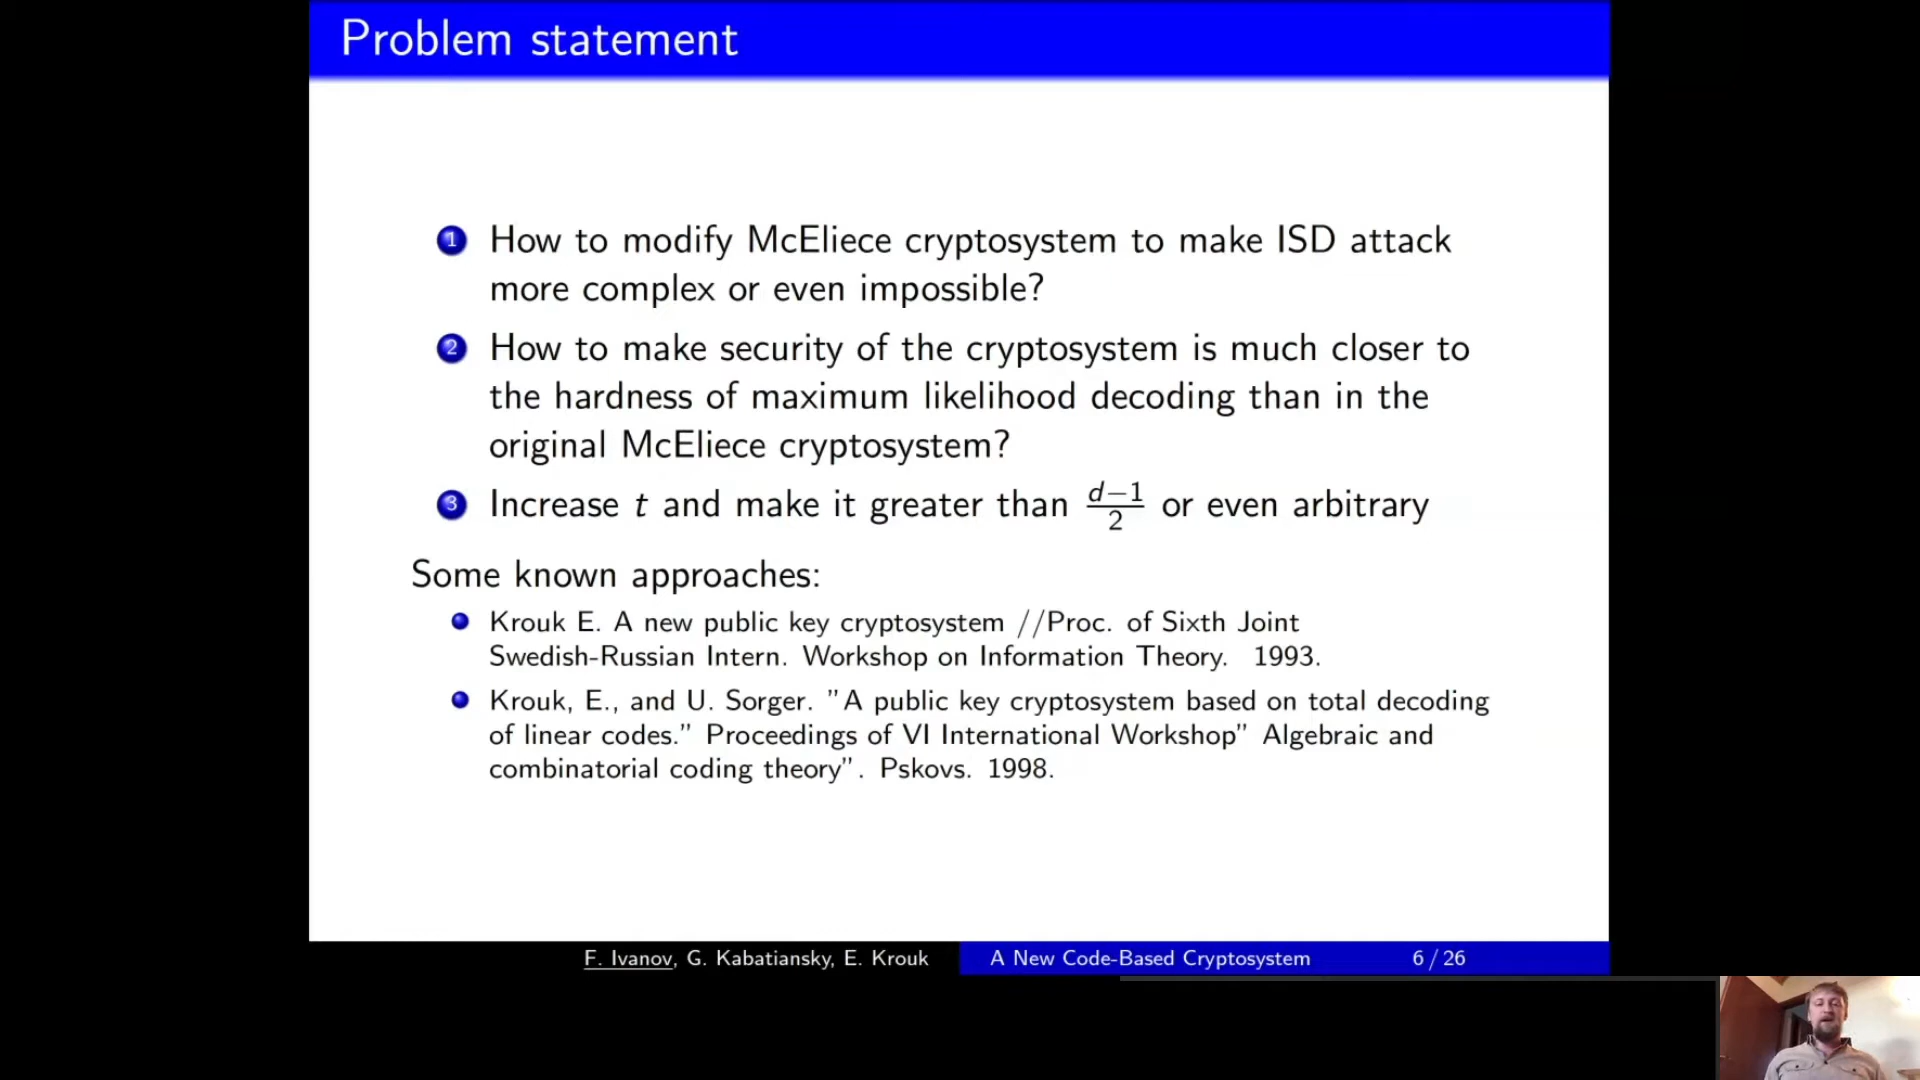 Problem statement
1 How to modify McEliece cryptosystem to make ISD attack
more complex or even impossible?
2 How to make security of the cryptosystem is much closer to
the hardness of maximum likelihood decoding than in the
original McEliece cryptosystem?
3 Increase t and make it greater than \frac{d-1}{2} or even arbitrary
Some known approaches:
Krouk E. A new public key cryptosystem //Proc. of Sixth Joint
Swedish-Russian Intern. Workshop on Information Theory. 1993.
Krouk, E., and U. Sorger. ”A public key cryptosystem based on total decoding
of linear codes.” Proceedings of VI International Workshop” Algebraic and
combinatorial coding theory”. Pskovs. 1998.
F. Ivanov, G. Kabatiansky, E. Krouk A New Code-Based Cryptosystem 6 / 26